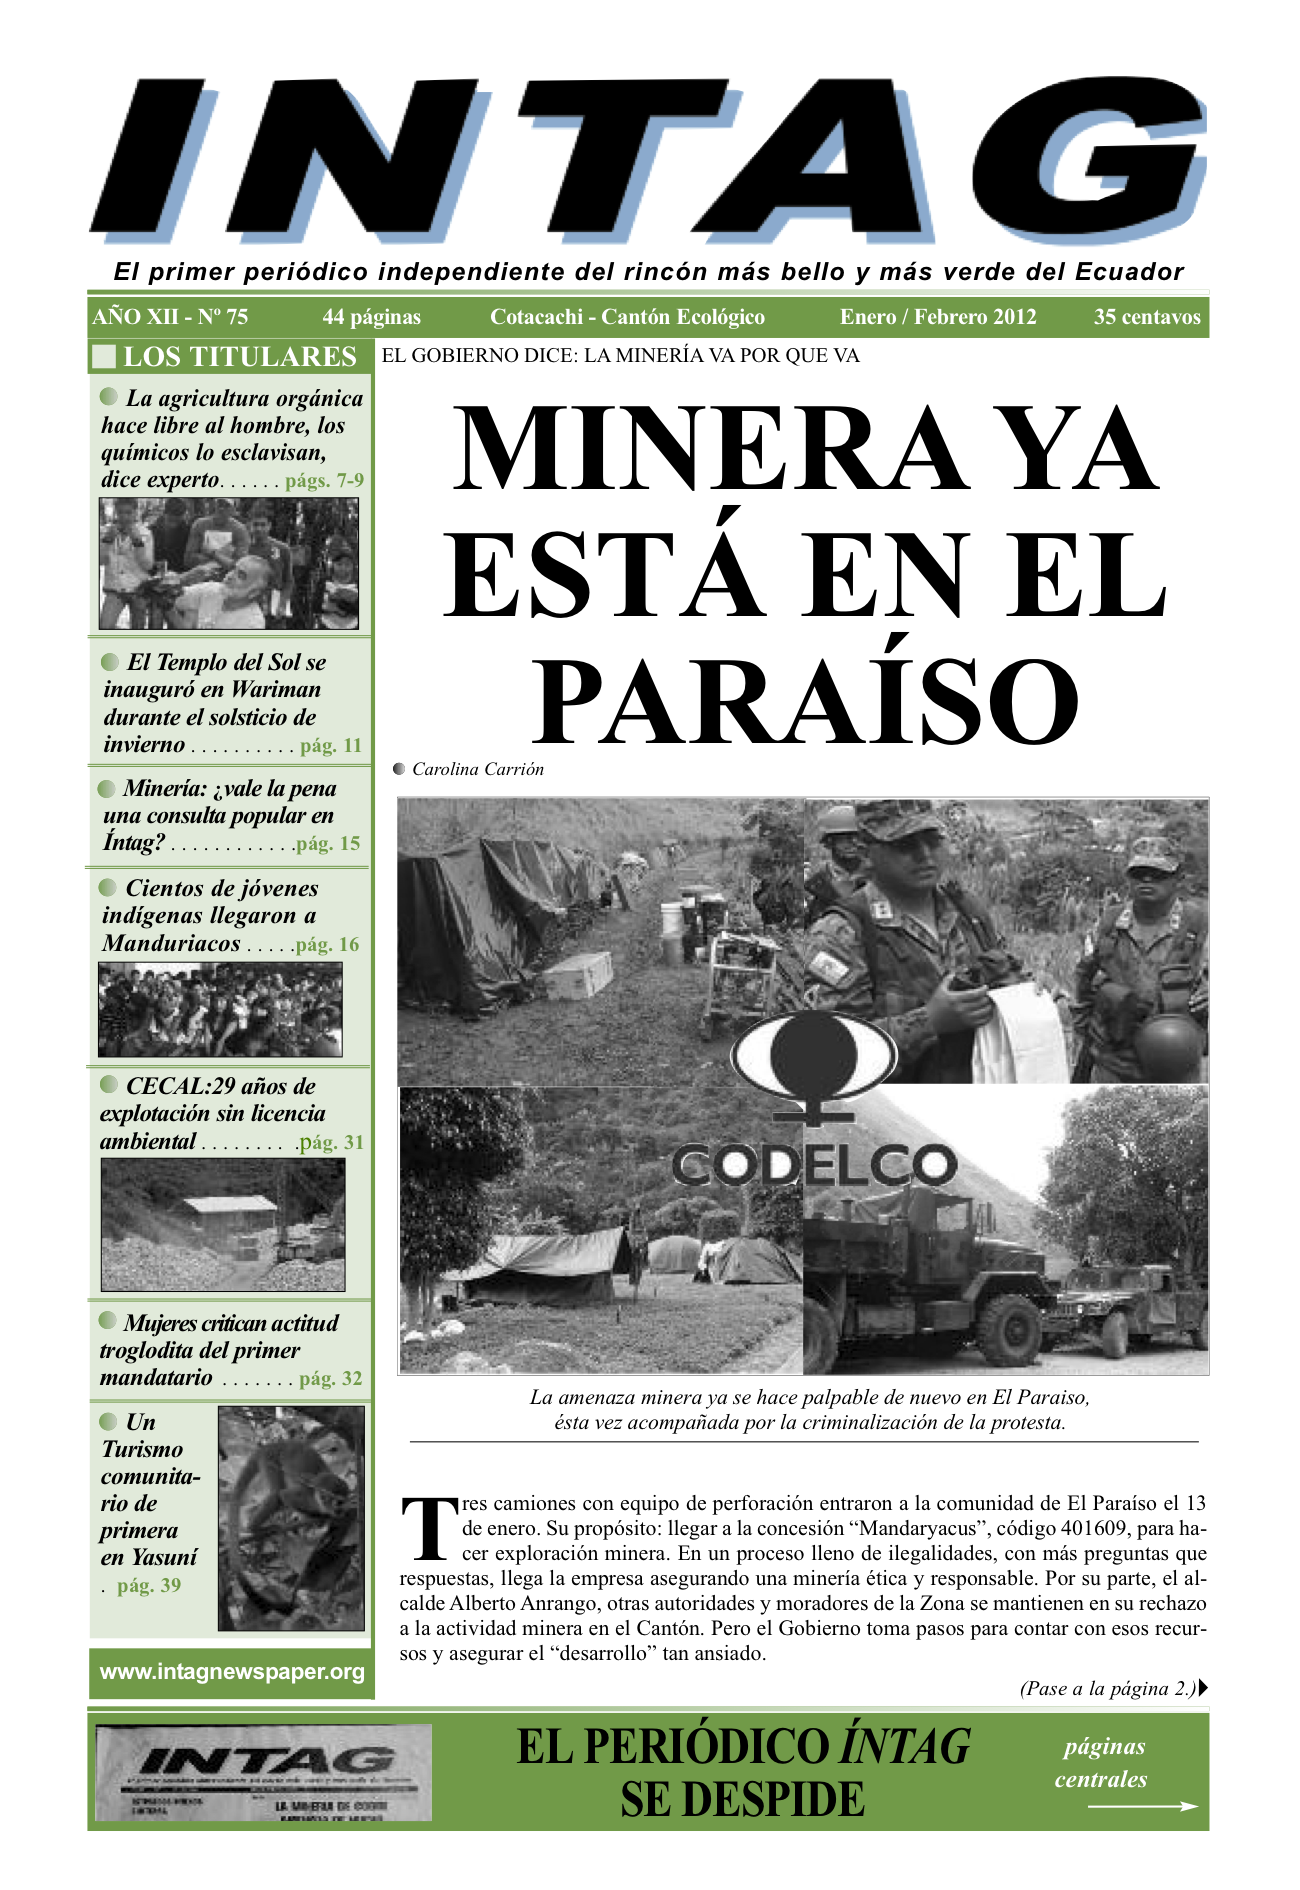 INTAG
El primer periódico independiente del rincón más bello y más verde del Ecuador
AÑO XII - Nº 75 44 páginas Cotacachi - Cantón Ecológico Enero / Febrero 2012 35 centavos
LOS TITULARES
La agricultura orgánica
hace libre al hombre, los
químicos lo esclavisan,
dice experto. . . . . . págs. 7-9
El Templo del Sol se
inauguró en Wariman
durante el solsticio de
invierno . . . . . . . . . . pág. 11
Minería: ¿vale la pena
una consulta popular en
Íntag? . . . . . . . . . . . .pág. 15
Cientos de jóvenes
indígenas llegaron a
Manduriacos . . . . .pág. 16
CECAL:29 años de
explotación sin licencia
ambiental . . . . . . . . .pág. 31
Mujeres critican actitud
troglodita del primer
mandatario . . . . . . . pág. 32
Un
Turismo
comunita-
rio de
primera
en Yasuní
. pág. 39
www.intagnewspaper.org
EL GOBIERNO DICE: LA MINERÍA VA POR QUE VA
MINERA YA
ESTÁ EN EL
PARAÍSO
Carolina Carrión
CODELCO
La amenaza minera ya se hace palpable de nuevo en El Paraiso,
ésta vez acompañada por la criminalización de la protesta.
Tres camiones con equipo de perforación entraron a la comunidad de El Paraíso el 13
de enero. Su propósito: llegar a la concesión “Mandaryacus”, código 401609, para ha-
cer exploración minera. En un proceso lleno de ilegalidades, con más preguntas que
respuestas, llega la empresa asegurando una minería ética y responsable. Por su parte, el al-
calde Alberto Anrango, otras autoridades y moradores de la Zona se mantienen en su rechazo
a la actividad minera en el Cantón. Pero el Gobierno toma pasos para contar con esos recur-
sos y asegurar el “desarrollo” tan ansiado.
(Pase a la página 2.)
INTAG
LA MINERIA DE COBRE
EL PERIÓDICO ÍNTAG
SE DESPIDE
páginas
centrales